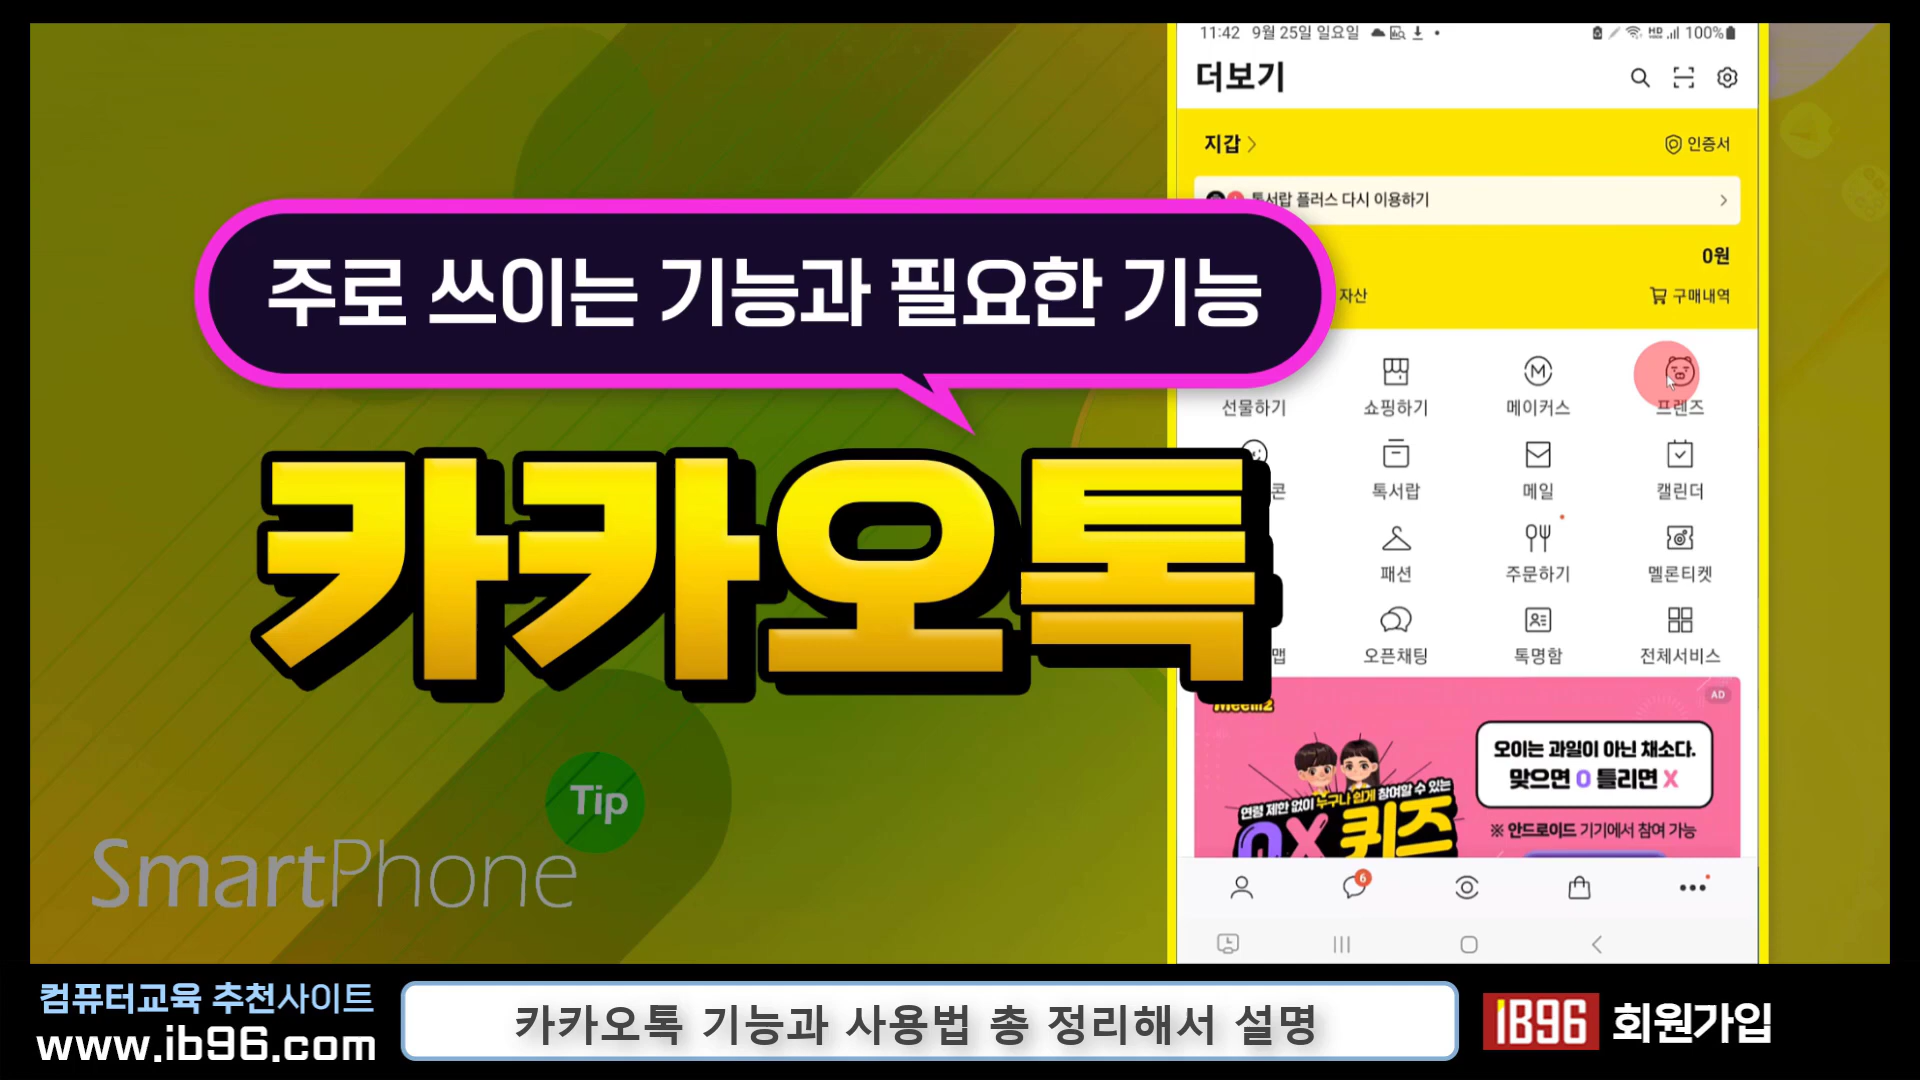 11:42 9월 25일 일요일
100%
더보기
지갑
인증서
톡서랍 플러스 다시 이용하기
0원
자산
구매내역
주로 쓰이는 기능과 필요한 기능
카카오톡
선물하기
쇼핑하기
메이커스
프렌즈
콘
톡서랍
메일
캘린더
패션
주문하기
멜론티켓
맵
오픈채팅
톡명함
전체서비스
AD
오이는 과일이 아닌 채소다.
맞으면 O 틀리면 X
연령 제한 없이 누구나 쉽게 참여할 수 있는
OX 퀴즈
※ 안드로이드 기기에서 참여 가능
6
Tip
SmartPhone
컴퓨터교육 추천사이트
www.ib96.com
카카오톡 기능과 사용법 총 정리해서 설명
IB96 회원가입